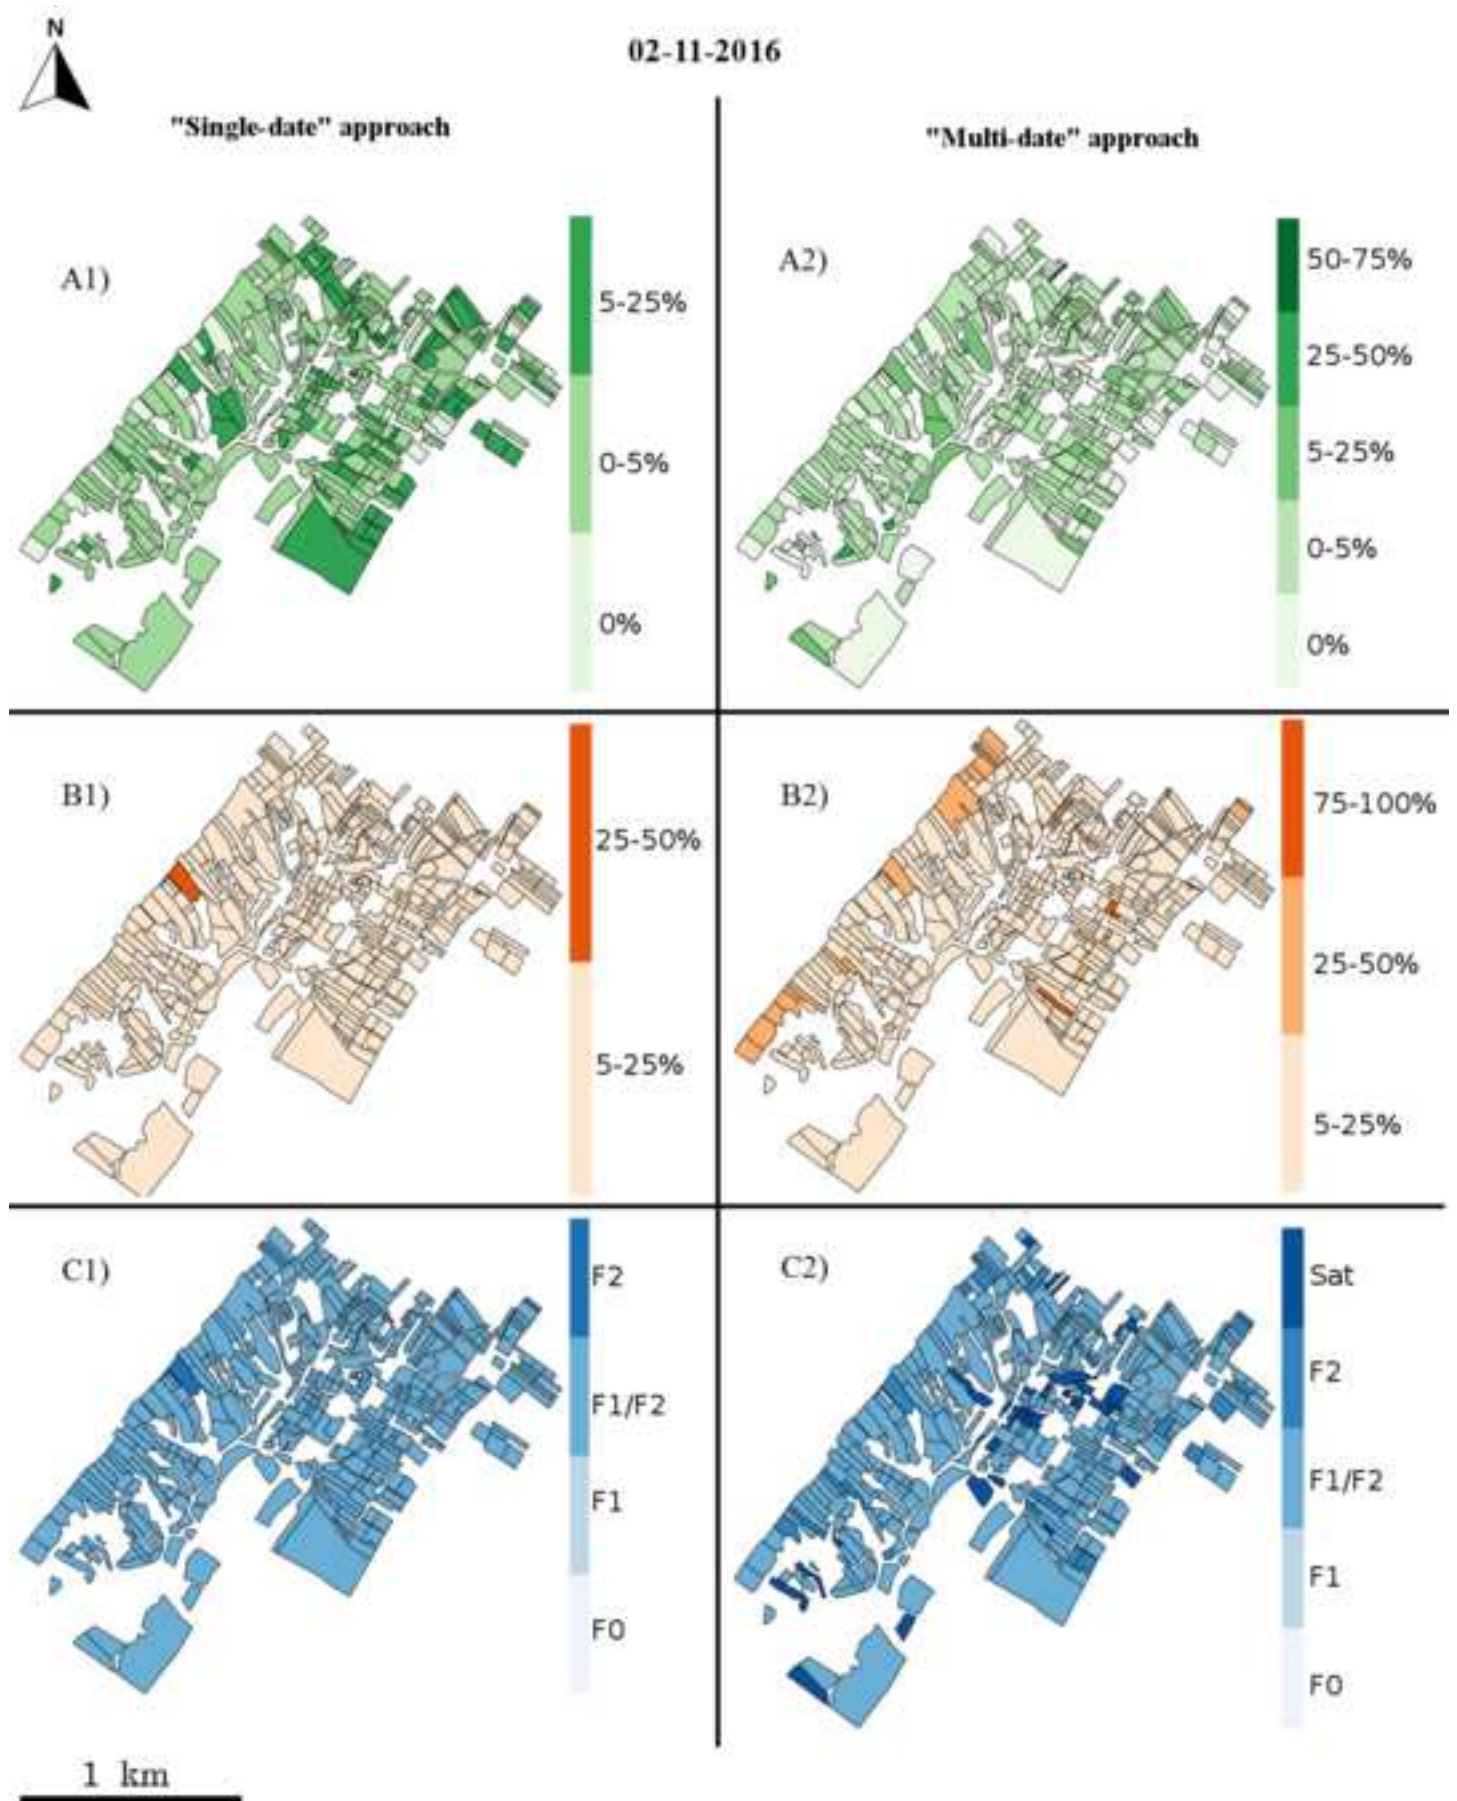 N
02-11-2016
"Single-date" approach
"Multi-date" approach
A1)
5-25%
0-5%
0%
A2)
50-75%
25-50%
5-25%
0-5%
0%
B1)
25-50%
5-25%
B2)
75-100%
25-50%
5-25%
C1)
F2
F1/F2
F1
F0
C2)
Sat
F2
F1/F2
F1
F0
1 km